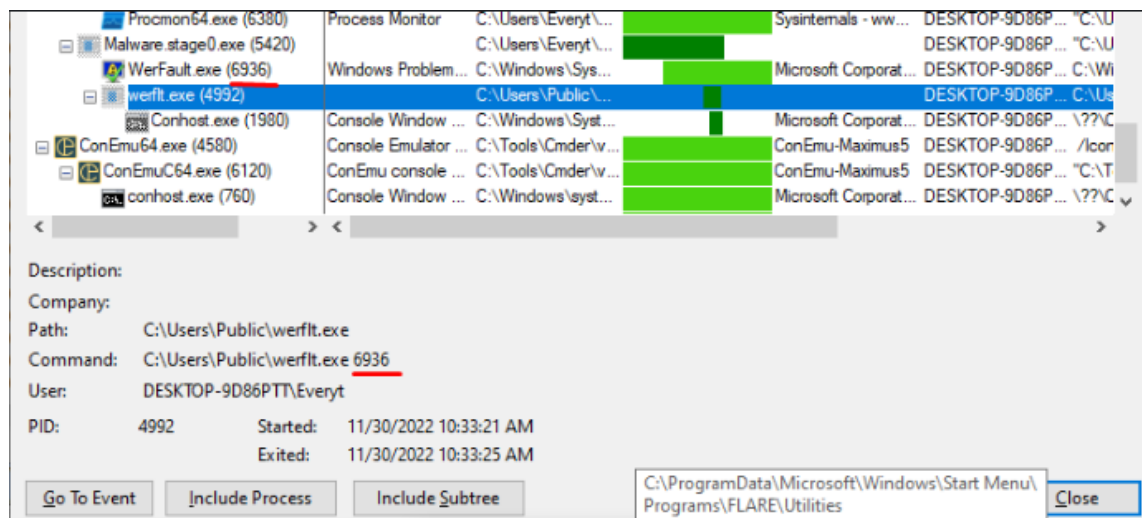 Procmon64.exe (6380) Process Monitor C:\Users\Everyt\... Sysinternals - ww... DESKTOP-9D86P... "C:\U
Malware.stage0.exe (5420) C:\Users\Everyt\... DESKTOP-9D86P... "C:\U
WerFault.exe (6936) Windows Problem... C:\Windows\Sys... Microsoft Corporat... DESKTOP-9D86P... C:\Wi
werflt.exe (4992) C:\Users\Public\... DESKTOP-9D86P... C:\Us
Conhost.exe (1980) Console Window ... C:\Windows\Syst... Microsoft Corporat... DESKTOP-9D86P... \??\C
ConEmu64.exe (4580) Console Emulator ... C:\Tools\Cmder\v... ConEmu-Maximus5 DESKTOP-9D86P... /Icon
ConEmuC64.exe (6120) ConEmu console ... C:\Tools\Cmder\v... ConEmu-Maximus5 DESKTOP-9D86P... "C:\T
conhost.exe (760) Console Window ... C:\Windows\syst... Microsoft Corporat... DESKTOP-9D86P... \??\C
Description:
Company:
Path: C:\Users\Public\werflt.exe
Command: C:\Users\Public\werflt.exe 6936
User: DESKTOP-9D86PTT\Everyt
PID: 4992 Started: 11/30/2022 10:33:21 AM
Exited: 11/30/2022 10:33:25 AM
Go To Event Include Process Include Subtree Close
C:\ProgramData\Microsoft\Windows\Start Menu\
Programs\FLARE\Utilities